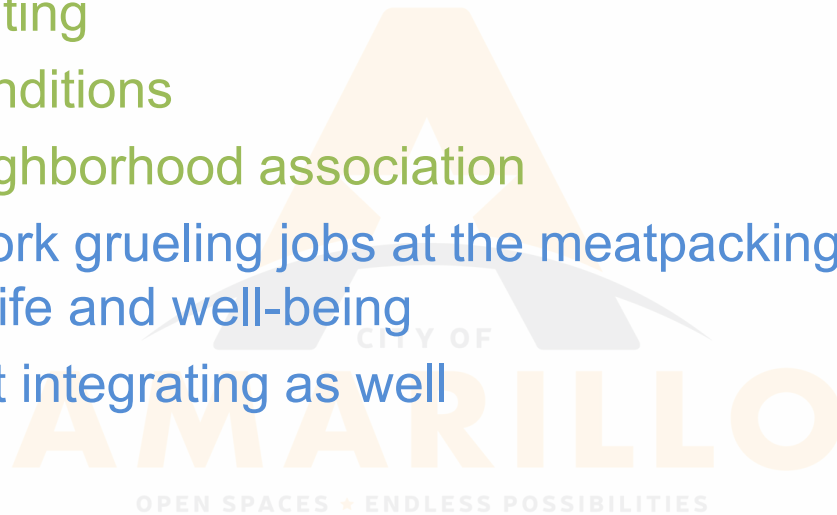 ting
nditions
ghborhood association
ork grueling jobs at the meatpacking
ife and well-being
CITY OF
t integrating as well
AMARILLO
OPEN SPACES ★ ENDLESS POSSIBILITIES